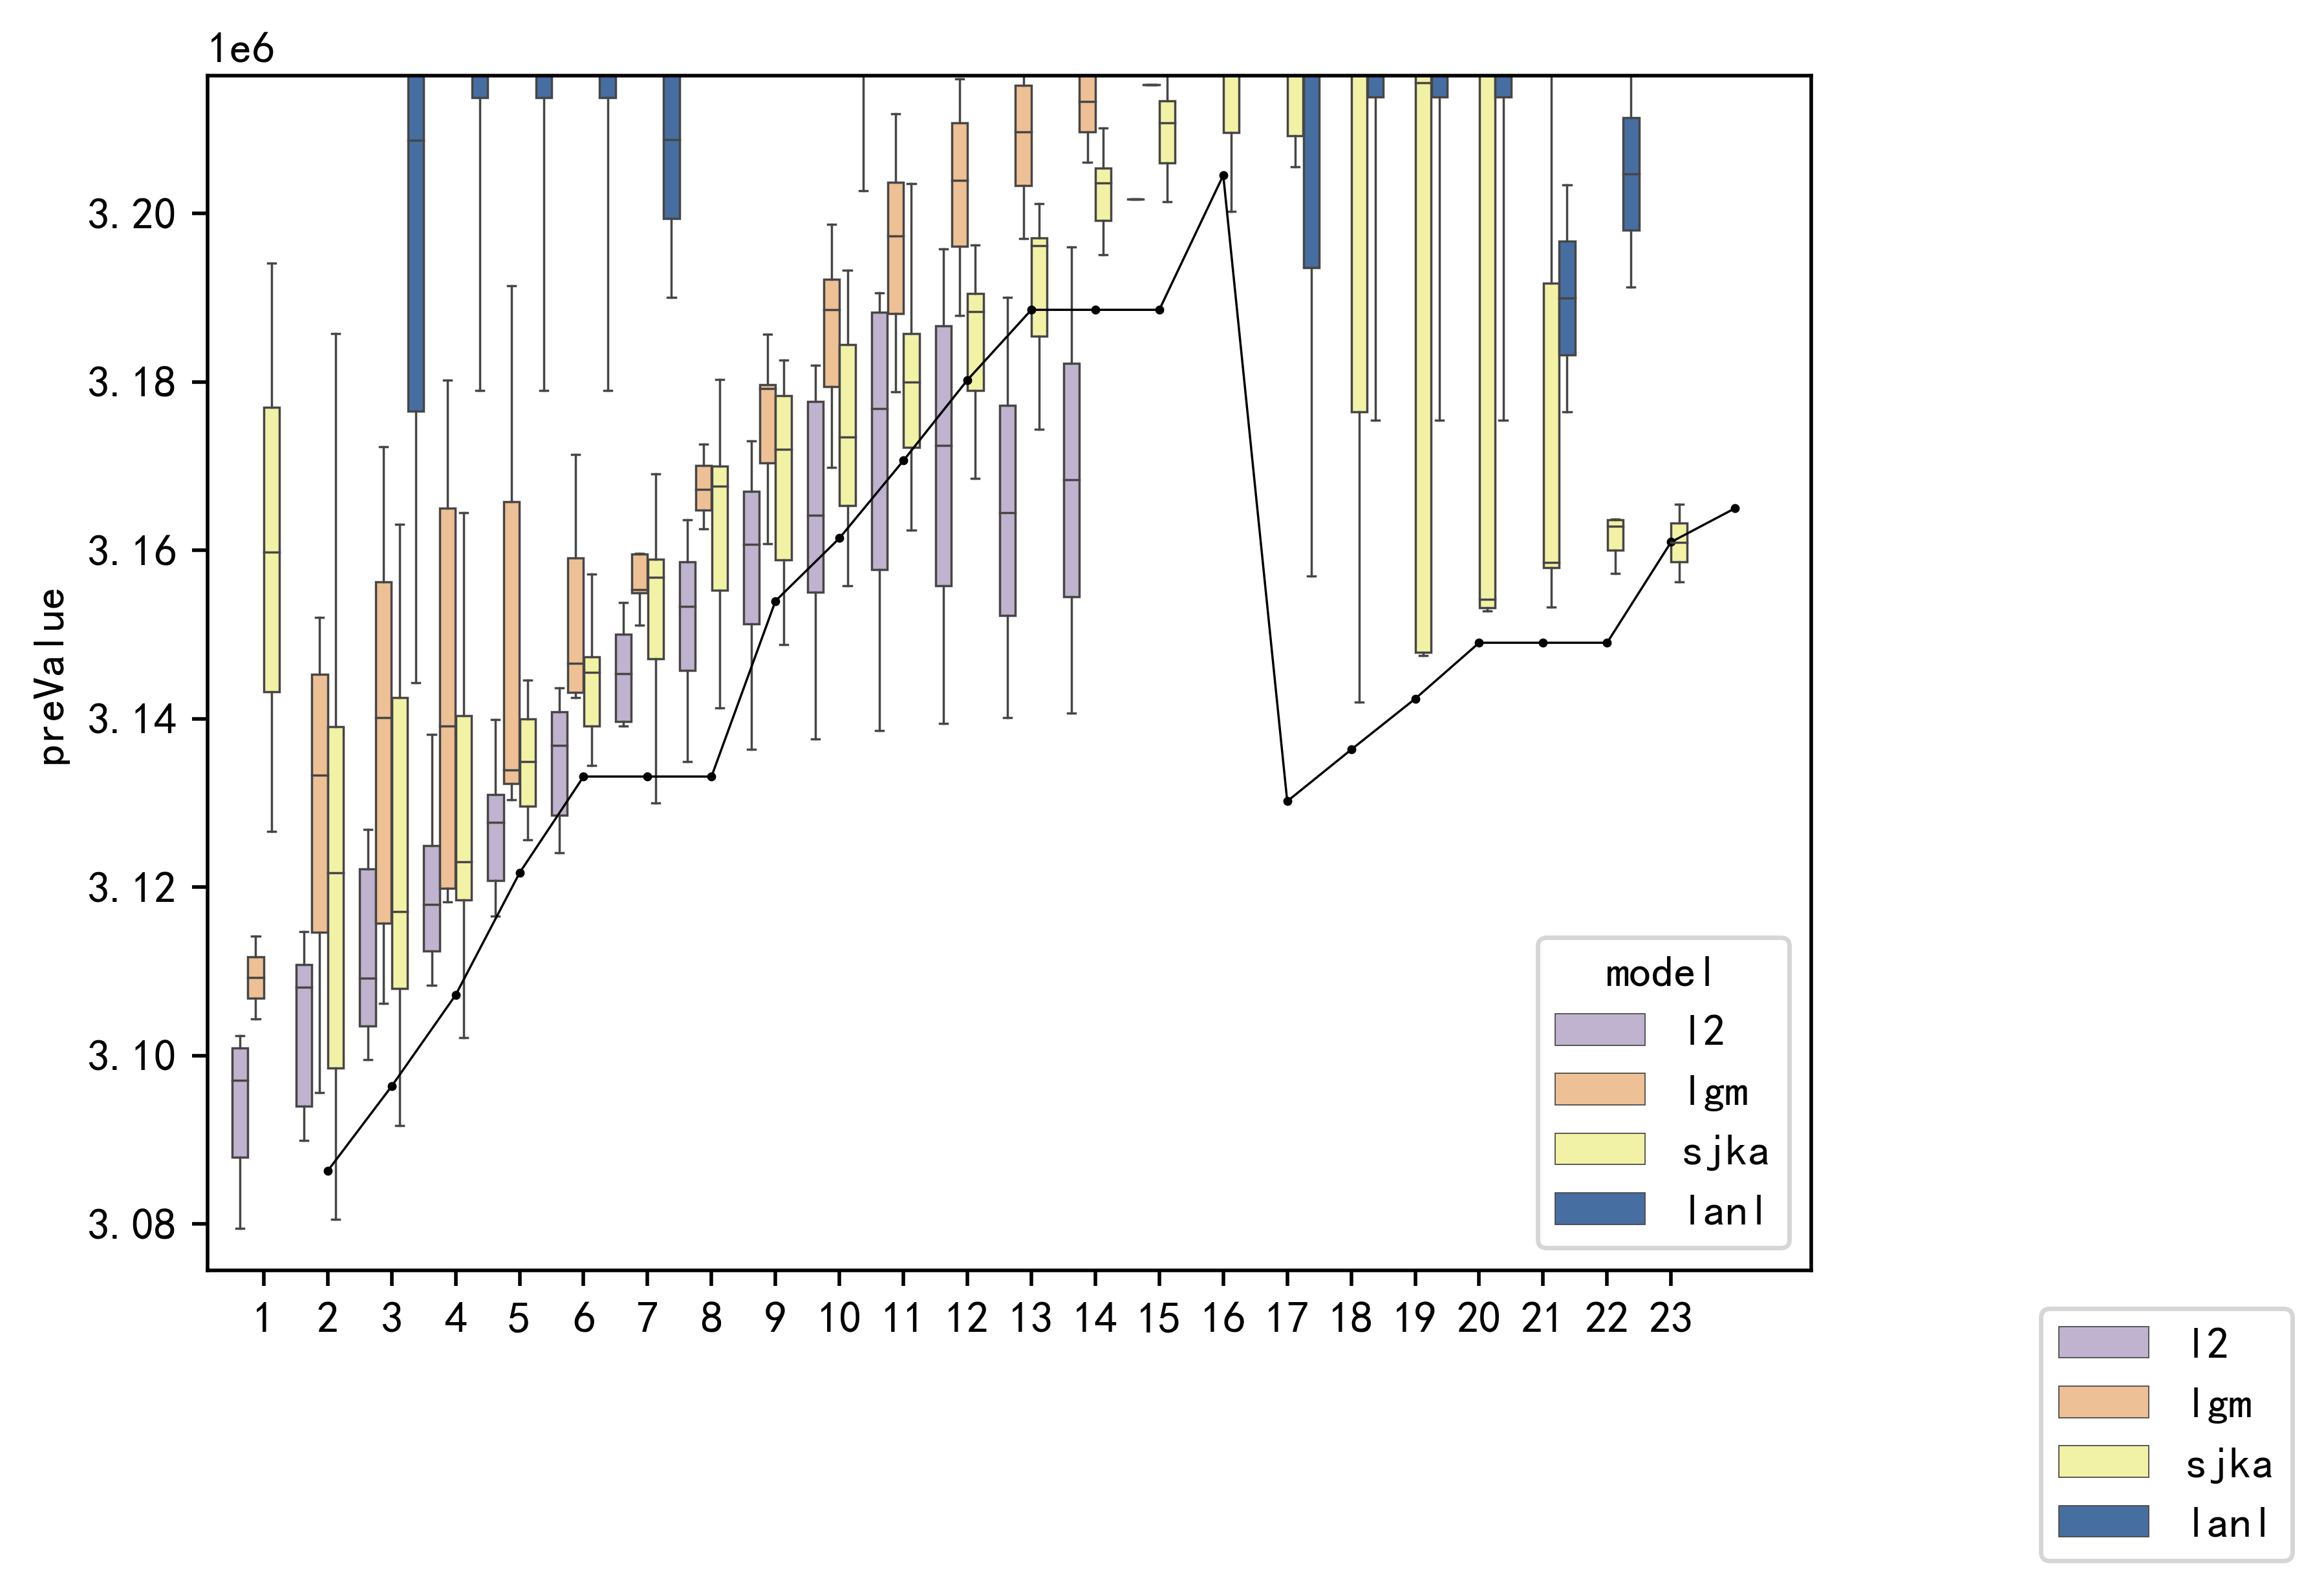 1e6
3.20
3.18
3.16
3.14
3.12
3.10
3.08
preValue
1 2 3 4 5 6 7 8 9 10 11 12 13 14 15 16 17 18 19 20 21 22 23
model
l2
lgm
sjka
lanl
l2
lgm
sjka
lanl